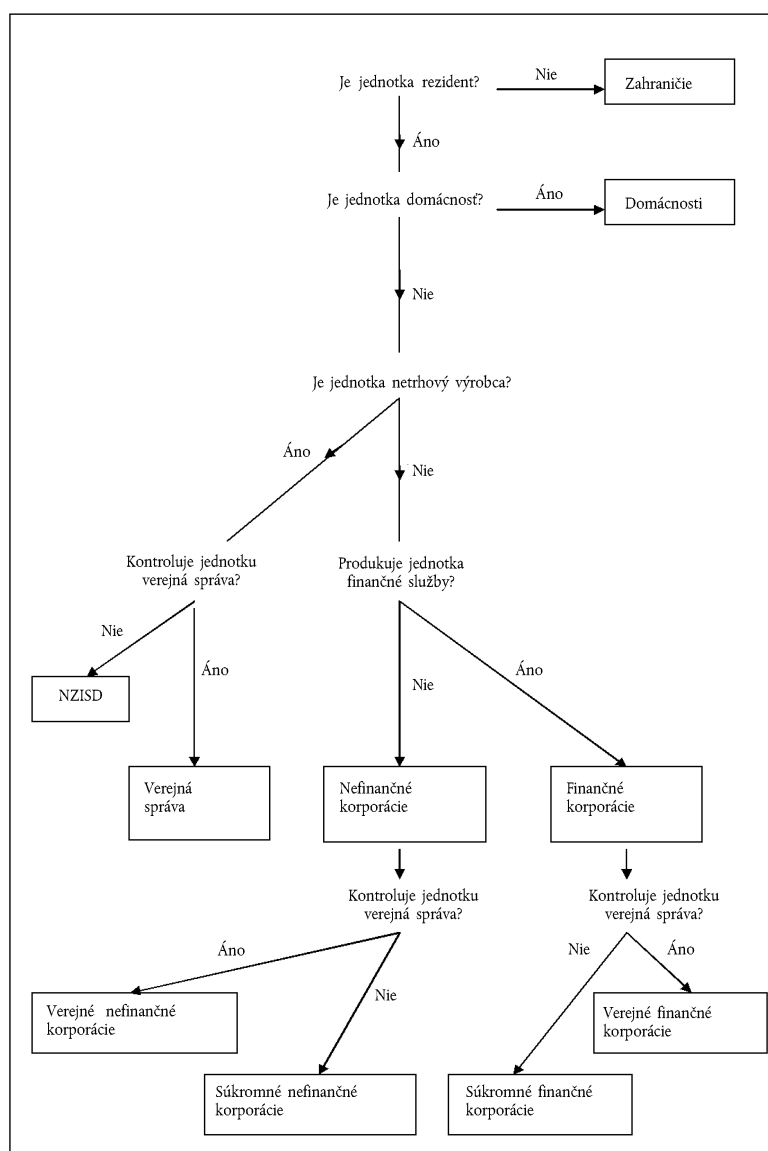 Je jednotka rezident?
Nie
Zahraničie
Áno
Je jednotka domácnosť?
Áno
Domácnosti
Nie
Je jednotka netrhový výrobca?
Áno
Nie
Kontroluje jednotku
verejná správa?
Produkuje jednotka
finančné služby?
Nie
Áno
Nie
Áno
NZISD
Verejná
správa
Nefinančné
korporácie
Finančné
korporácie
Kontroluje jednotku
verejná správa?
Kontroluje jednotku
verejná správa?
Áno
Nie
Nie
Áno
Verejné nefinančné
korporácie
Verejné finančné
korporácie
Súkromné nefinančné
korporácie
Súkromné finančné
korporácie